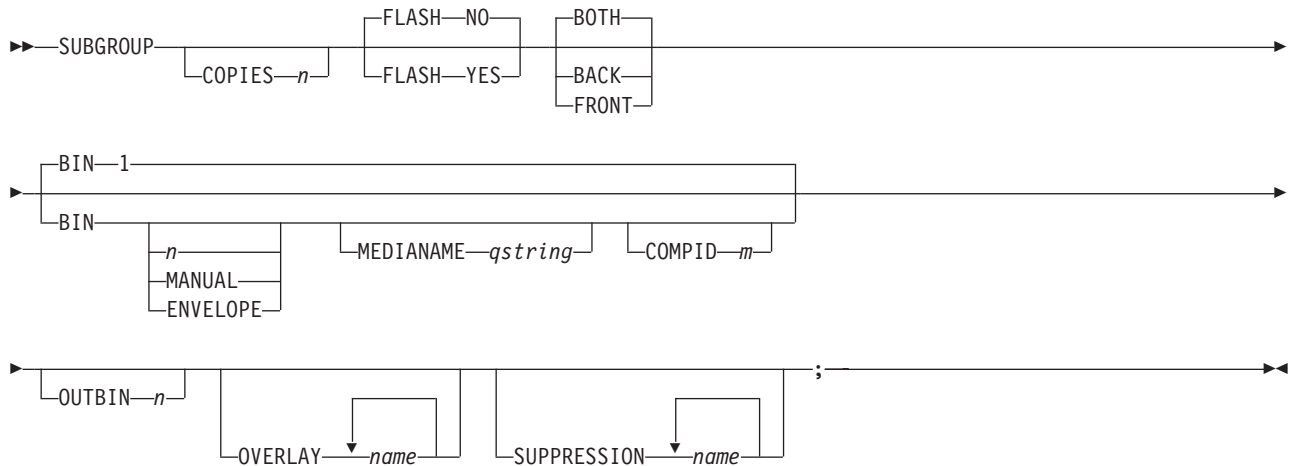 FLASH NO BOTH
SUBGROUP
COPIES n FLASH YES BACK
FRONT
BIN 1
BIN
n MEDIANAME qstring COMPID m
MANUAL
ENVELOPE
;
OUTBIN n
OVERLAY name SUPPRESSION name